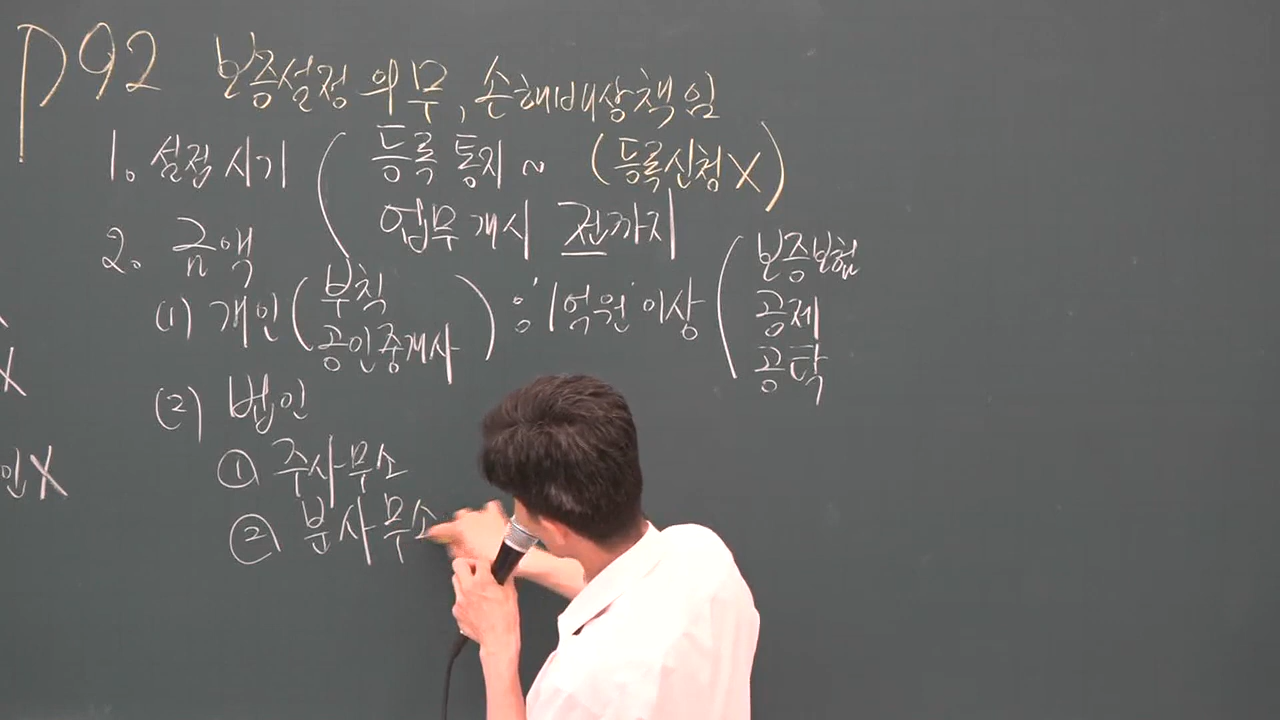 P92 보증설정 의무, 손해배상책임
1. 설정시기 ( 등록 통지 ~ (등록신청X)
업무개시 전까지 )
2. 금액
(1) 개인 ( 부칙
공인중개사 ) : "1억원" 이상 ( 보증보험
공제
공탁
(2) 법인
① 주사무소
② 분사무소
X
인X